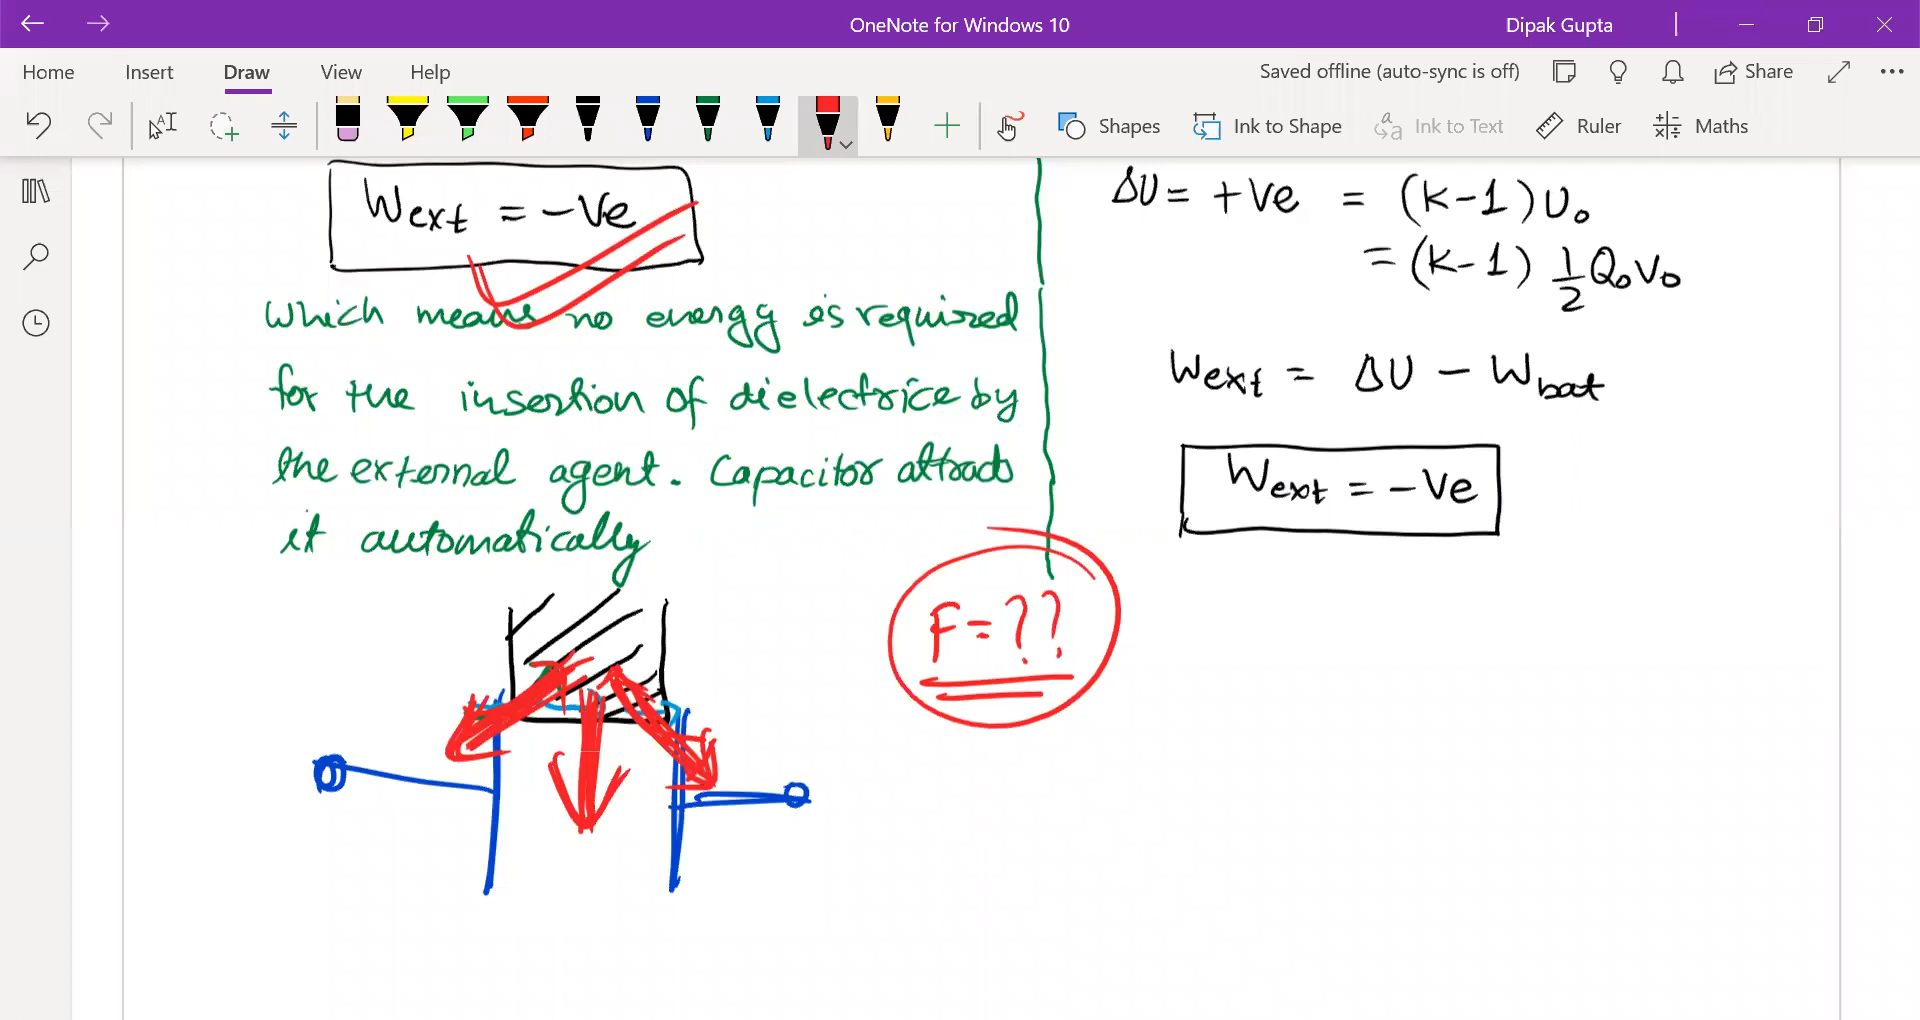 OneNote for Windows 10
Dipak Gupta
Home Insert Draw View Help
Saved offline (auto-sync is off) Share
Shapes Ink to Shape Ink to Text Ruler Maths
Wext = -Ve
Which means no energy is required
for the insertion of dielectrice by
the external agent. Capacitor attracts
it automatically
F = ??
ΔU = +Ve = (K-1) U₀
= (K-1) 1/2 Q₀V₀
Wext = ΔU - Wbat
Wext = -Ve